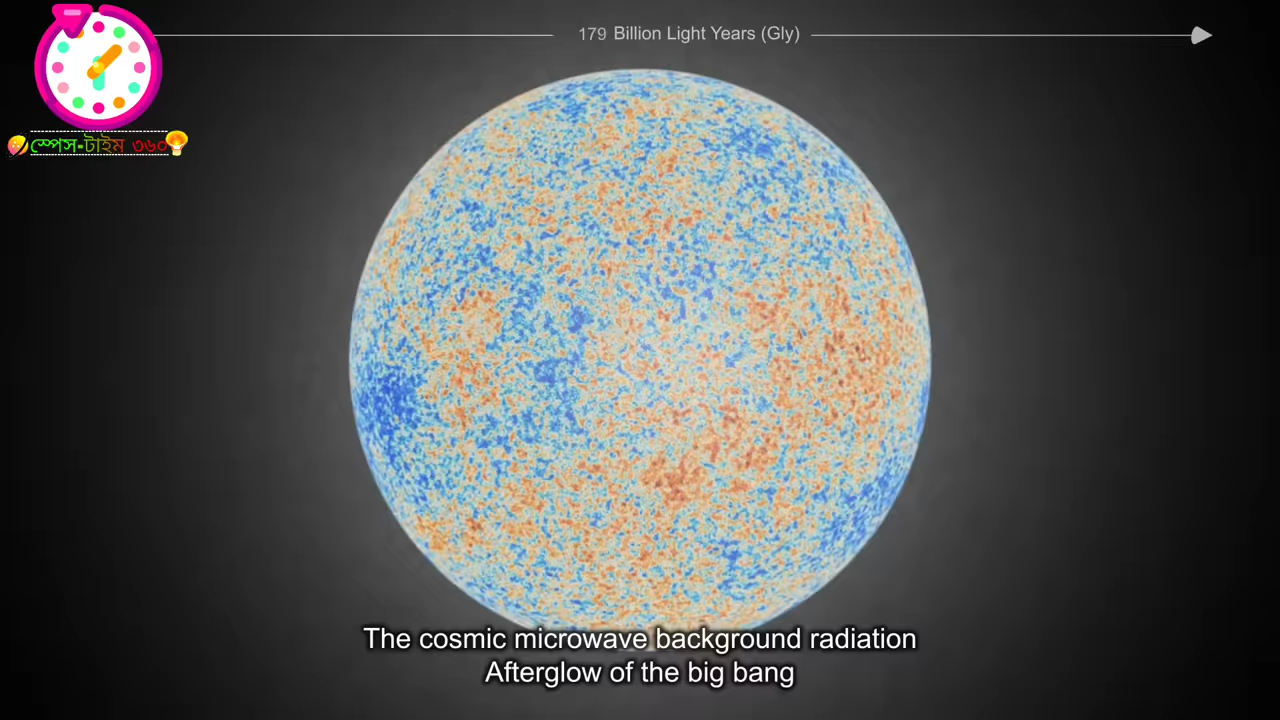 179 Billion Light Years (Gly)
স্পেস-টাইম ৩৬০
The cosmic microwave background radiation
Afterglow of the big bang